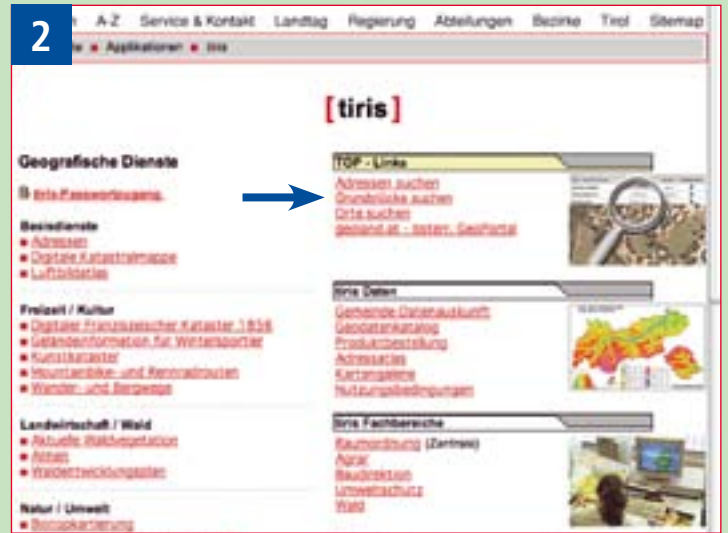 2
A-Z Service & Kontakt Landtag Regierung Abteilungen Bezirke Tirol Sitemap
Applikationen tiris
[tiris]
Geografische Dienste
tiris-Passwortzugang.
Basisdienste
Adressen
Digitale Katastralmappe
Luftbildatlas
Freizeit / Kultur
Digitaler Franziszeischer Kataster 1856
Geländeinformation für Wintersportler
Kunstkataster
Mountainbike- und Rennradrouten
Wander- und Bergwege
Landwirtschaft / Wald
Aktuelle Waldvegetation
Almen
Waldentwicklungsplan
Natur / Umwelt
Biotopkartierung
TOP - Links
Adressen suchen
Grundstücke suchen
Orte suchen
geoland.at - österr. GeoPortal
tiris Daten
Gemeinde Datenauskunft
Geodatenkatalog
Produktbestellung
Adressatlas
Kartengalerie
Nutzungsbedingungen
tiris Fachbereiche
Raumordnung (Zentrale)
Agrar
Baudirektion
Umweltschutz
Wald